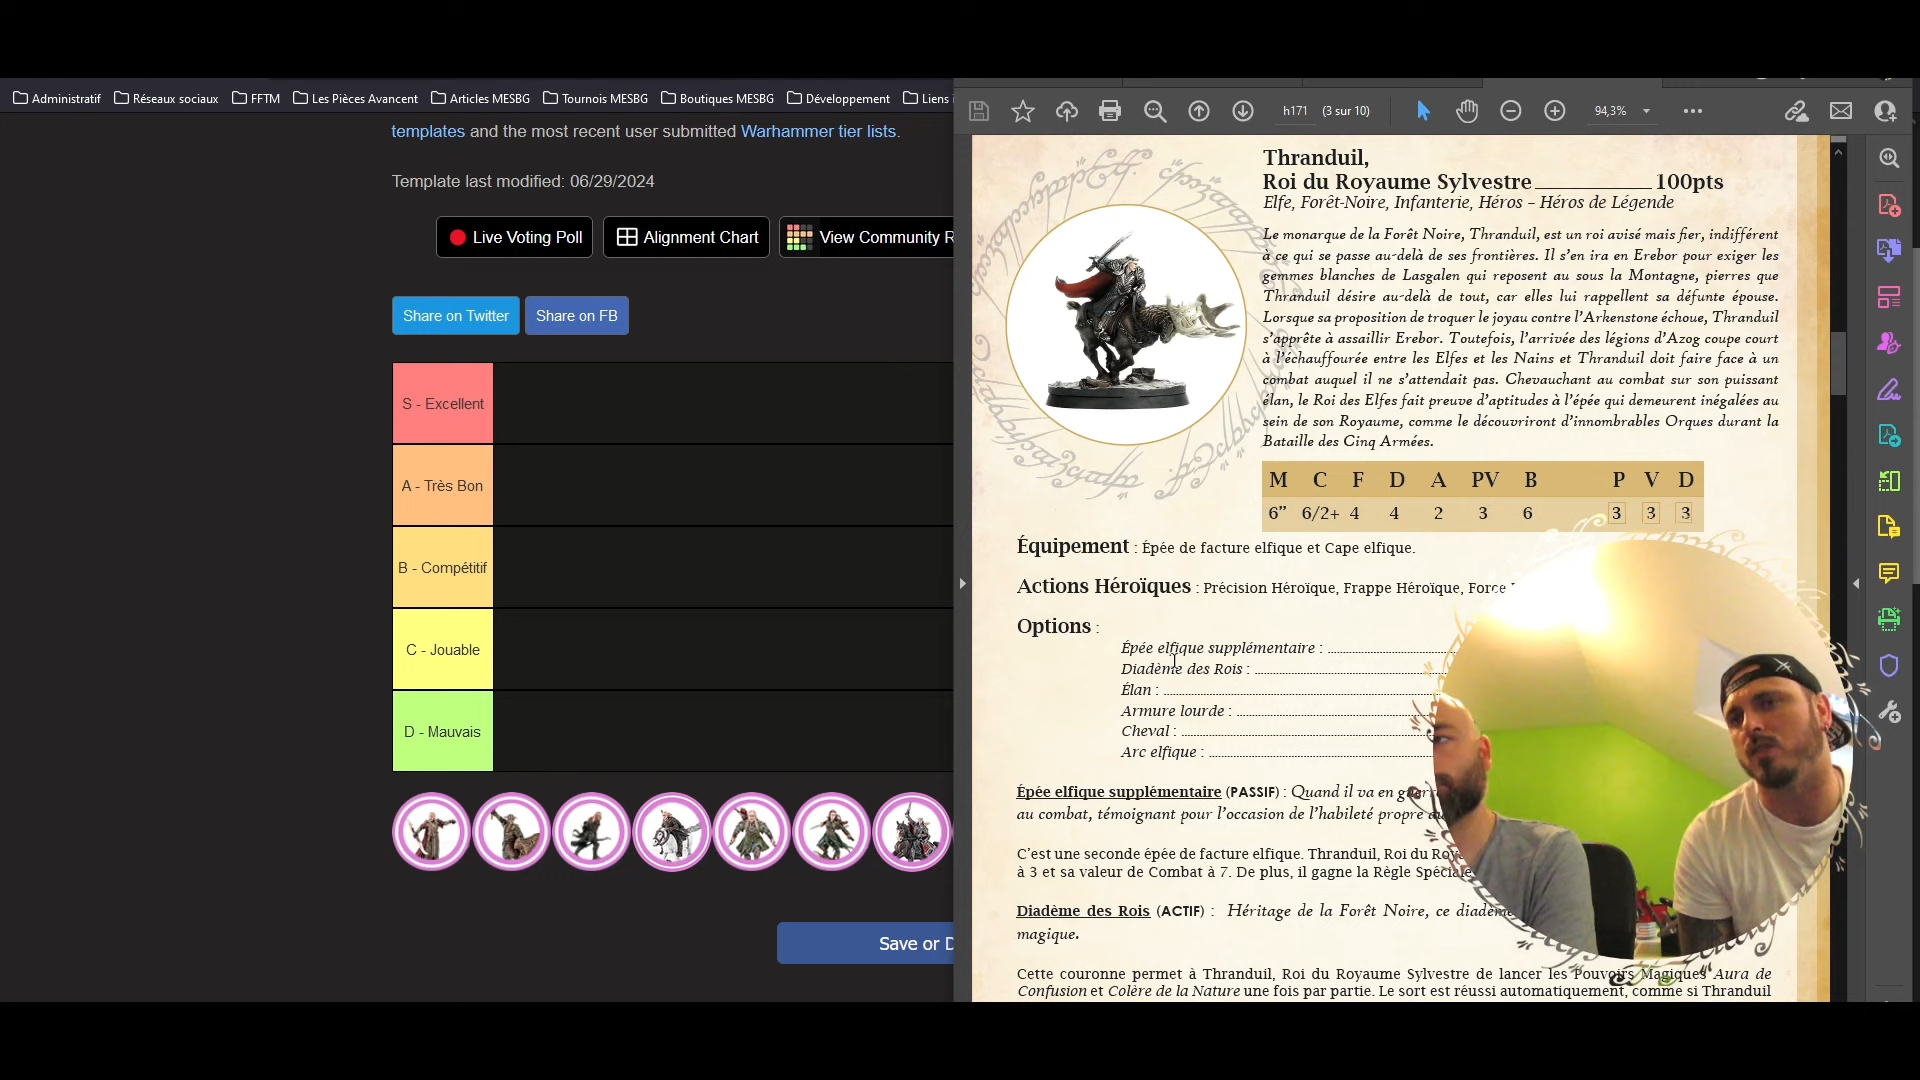 Administratif
Réseaux sociaux
FFTM
Les Pièces Avancent
Articles MESBG
Tournois MESBG
Boutiques MESBG
Développement
Liens
templates and the most recent user submitted Warhammer tier lists.
Template last modified: 06/29/2024
Live Voting Poll
Alignment Chart
View Community R
Share on Twitter
Share on FB
S - Excellent
A - Très Bon
B - Compétitif
C - Jouable
D - Mauvais
Save or D
h171
(3 sur 10)
94,3%
Thranduil,
Roi du Royaume Sylvestre 100pts
Elfe, Forêt-Noire, Infanterie, Héros – Héros de Légende
Le monarque de la Forêt Noire, Thranduil, est un roi avisé mais fier, indifférent
à ce qui se passe au-delà de ses frontières. Il s'en ira en Erebor pour exiger les
gemmes blanches de Lasgalen qui reposent au sous la Montagne, pierres que
Thranduil désire au-delà de tout, car elles lui rappellent sa défunte épouse.
Lorsque sa proposition de troquer le joyau contre l'Arkenstone échoue, Thranduil
s'apprête à assaillir Erebor. Toutefois, l'arrivée des légions d'Azog coupe court
à l'échauffourée entre les Elfes et les Nains et Thranduil doit faire face à un
combat auquel il ne s'attendait pas. Chevauchant au combat sur son puissant
élan, le Roi des Elfes fait preuve d'aptitudes à l'épée qui demeurent inégalées au
sein de son Royaume, comme le découvriront d'innombrables Orques durant la
Bataille des Cinq Armées.
M C F D A PV B P V D
6” 6/2+ 4 4 2 3 6 3 3 3
Équipement : Épée de facture elfique et Cape elfique.
Actions Héroïques : Précision Héroïque, Frappe Héroïque, Force
Options :
Épée elfique supplémentaire :
Diadème des Rois :
Élan :
Armure lourde :
Cheval :
Arc elfique :
Épée elfique supplémentaire (PASSIF) : Quand il va en guerre
au combat, témoignant pour l'occasion de l'habileté propre au
C'est une seconde épée de facture elfique. Thranduil, Roi du Roy
à 3 et sa valeur de Combat à 7. De plus, il gagne la Règle Spéciale
Diadème des Rois (ACTIF) : Héritage de la Forêt Noire, ce diadème
magique.
Cette couronne permet à Thranduil, Roi du Royaume Sylvestre de lancer les Pouvoirs Magiques Aura de
Confusion et Colère de la Nature une fois par partie. Le sort est réussi automatiquement, comme si Thranduil